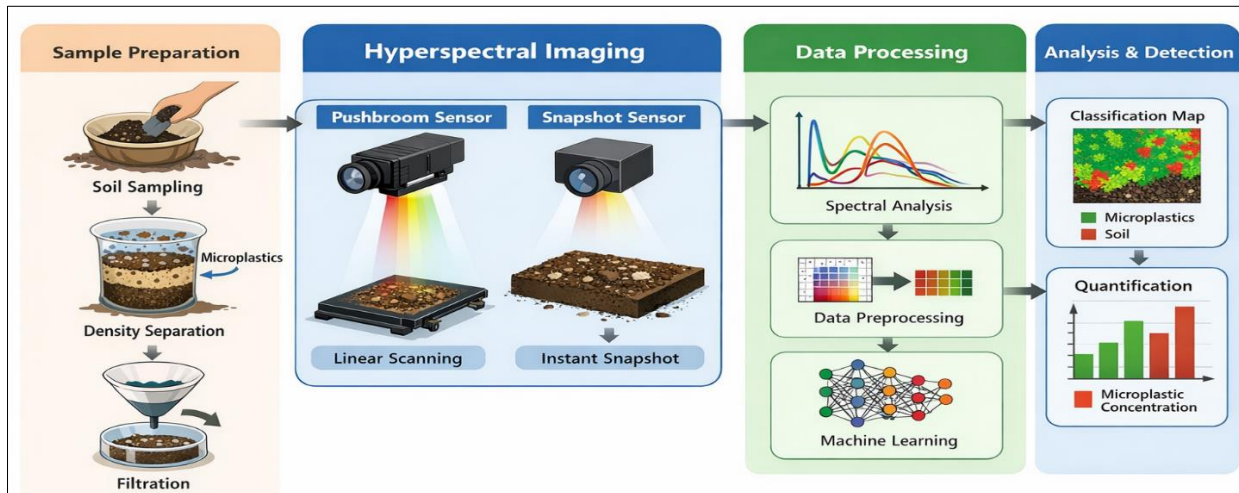 Sample Preparation
Soil Sampling
Microplastics
Density Separation
Filtration
Hyperspectral Imaging
Pushbroom Sensor
Snapshot Sensor
Linear Scanning
Instant Snapshot
Data Processing
Spectral Analysis
Data Preprocessing
Machine Learning
Analysis & Detection
Classification Map
Microplastics
Soil
Quantification
Microplastic
Concentration